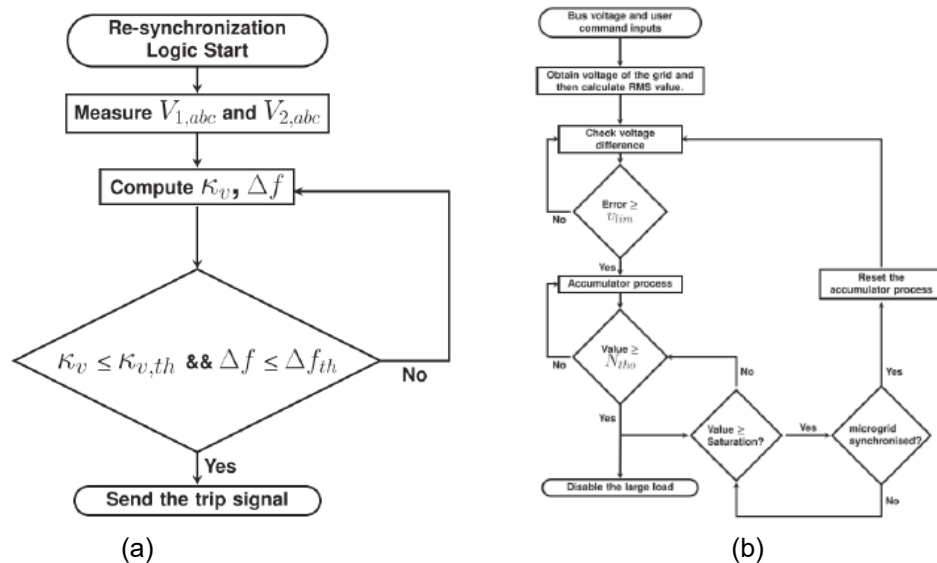 Re-synchronization
Logic Start
Measure V₁,abc and V₂,abc
Compute κᵥ, Δf
κᵥ ≤ κᵥ,th && Δf ≤ Δfth
No
Yes
Send the trip signal
(a)
Bus voltage and user
command inputs
Obtain voltage of the grid and
then calculate RMS value.
Check voltage
difference
Error ≥
vlim
No
Yes
Accumulator process
Value ≥
Ntho
No
Yes
Disable the large load
Value ≥
Saturation?
No
Yes
microgrid
synchronised?
Yes
No
Reset the
accumulator process
(b)